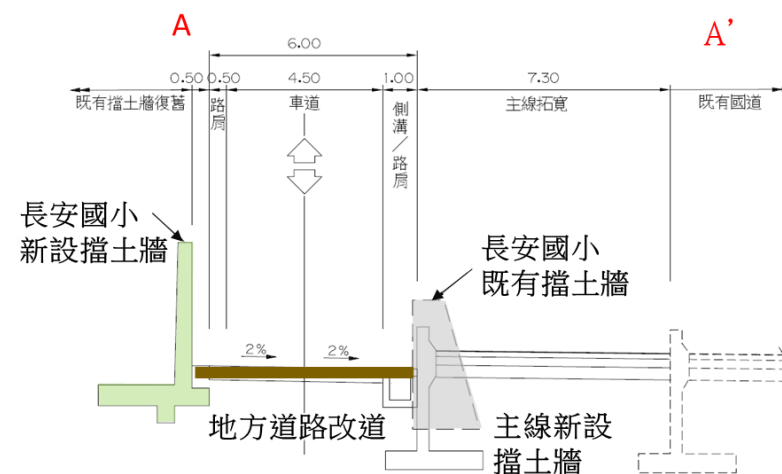 A
A’
6.00
0.50
0.50
4.50
1.00
7.30
既有擋土牆復舊
路肩
車道
側溝／路肩
主線拓寬
既有國道
長安國小
新設擋土牆
長安國小
既有擋土牆
2%
2%
地方道路改道
主線新設
擋土牆